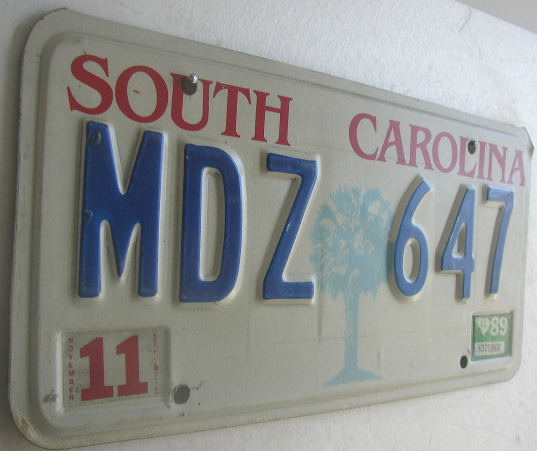 SOUTH CAROLINA
MDZ 647
NOVEMBER 11
89